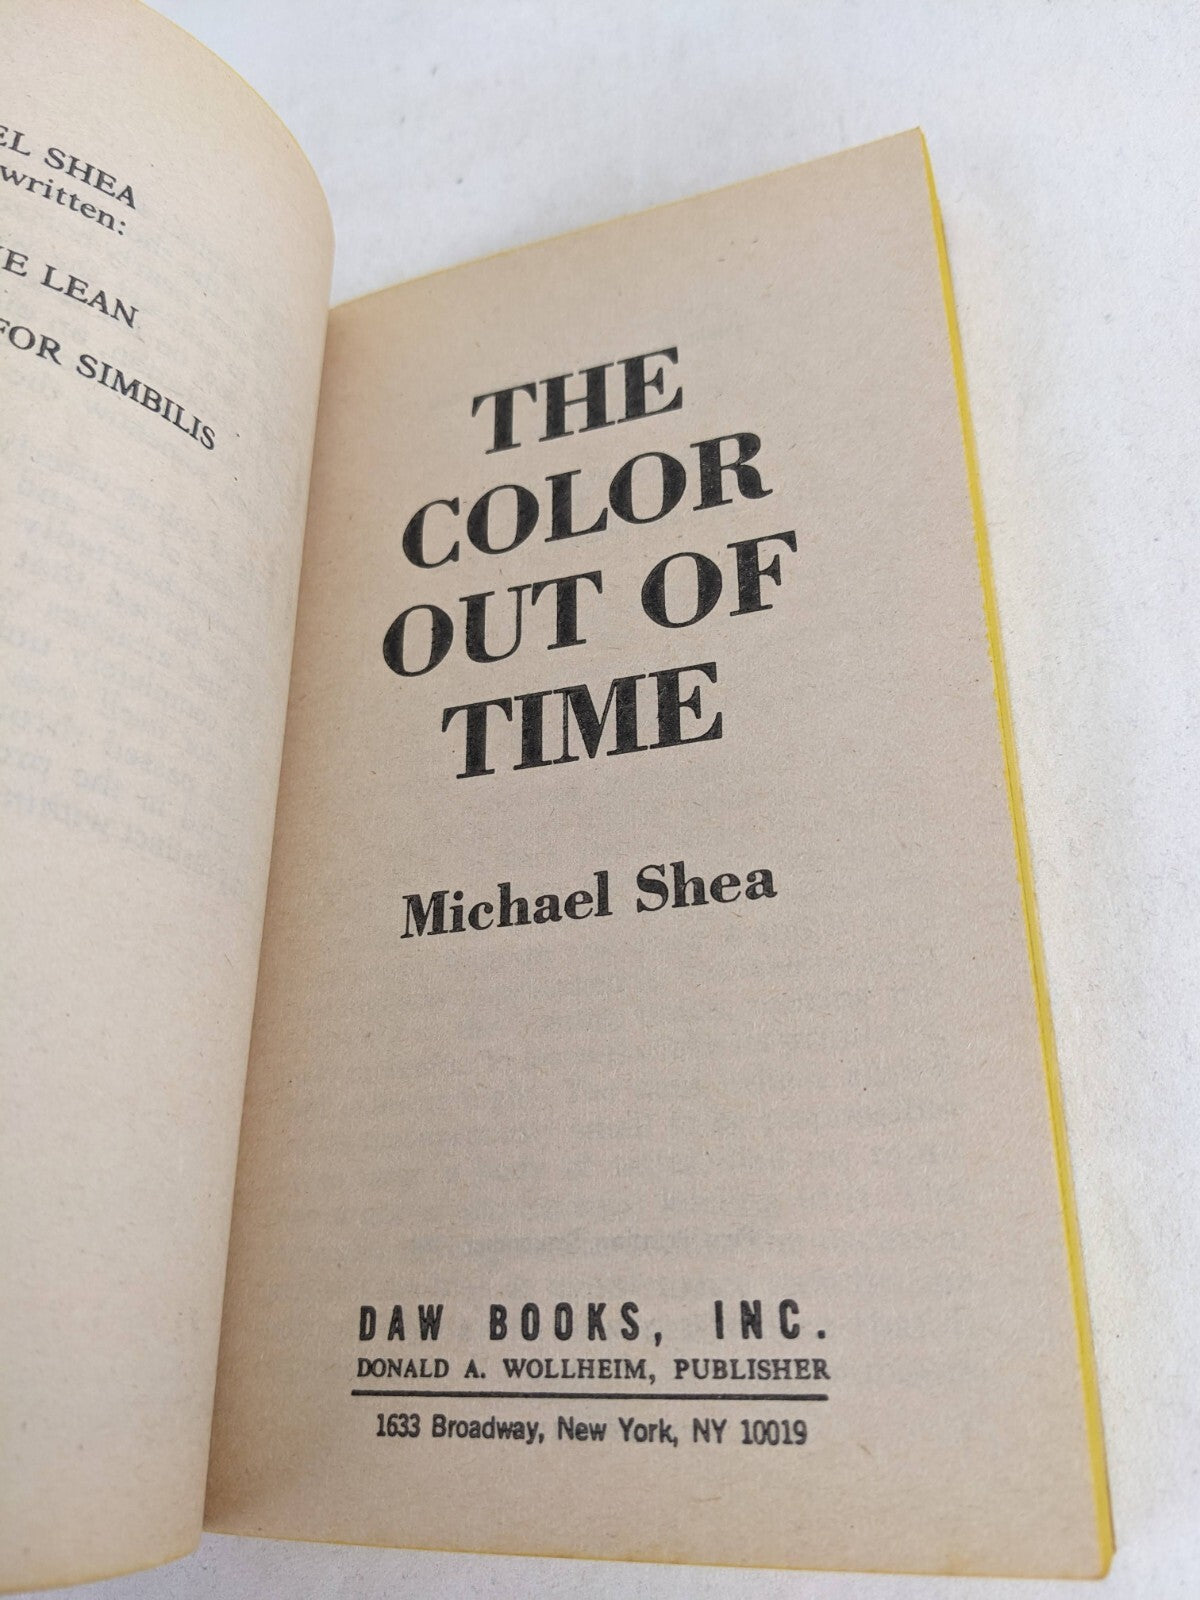 EL SHEA
written:
E LEAN
FOR SIMBILIS
THE
COLOR
OUT OF
TIME
Michael Shea
DAW BOOKS, INC.
DONALD A. WOLLHEIM, PUBLISHER
1633 Broadway, New York, NY 10019